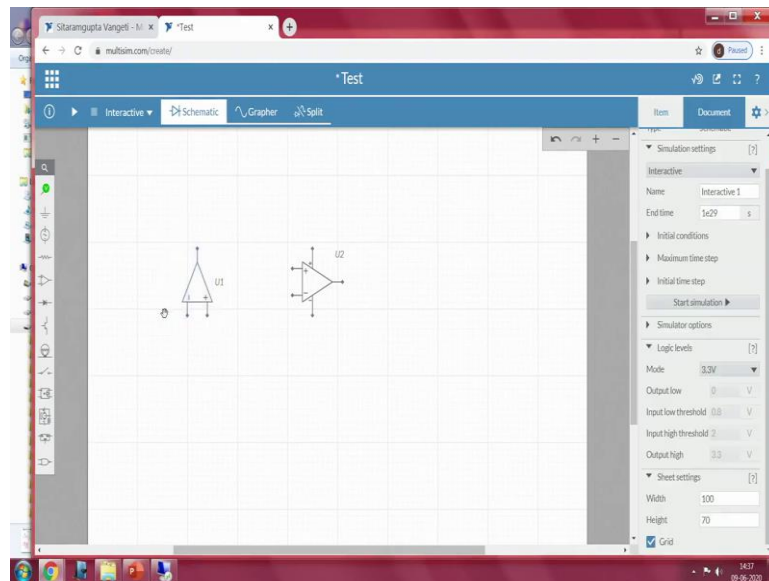 Sitaramgupta Vangeti - M
*Test
multisim.com/create/
Paused
*Test
Interactive
Schematic
Grapher
Split
Item
Document
Simulation settings [?]
Interactive
Name Interactive 1
End time 1e29 s
Initial conditions
Maximum time step
Initial time step
Start simulation
Simulator options
Logic levels [?]
Mode 3.3V
Output low 0 V
Input low threshold 0.8 V
Input high threshold 2 V
Output high 3.3 V
Sheet settings [?]
Width 100
Height 70
Grid
U1
U2
14:37
09-06-2020